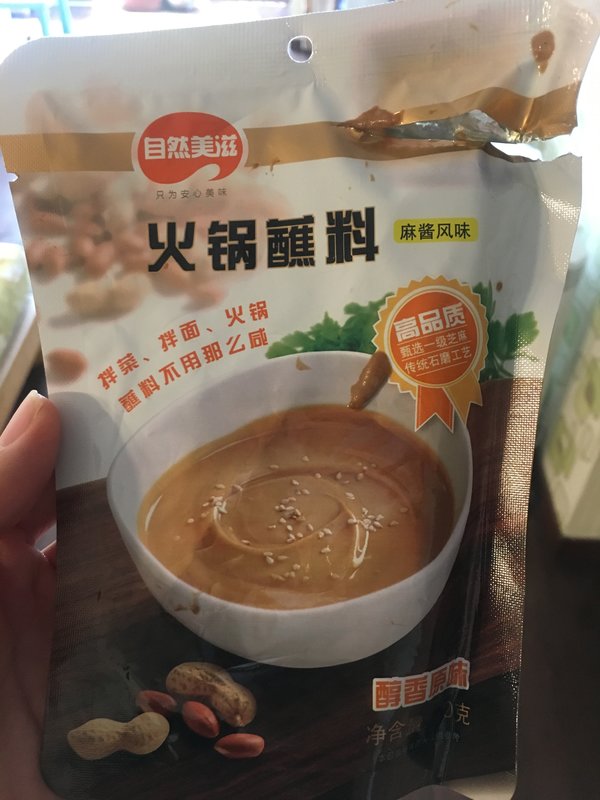 自然美滋
只为安心美味
火锅蘸料
麻酱风味
拌菜、拌面、火锅
蘸料不用那么咸
高品质
甄选一级芝麻
传统石磨工艺
醇香原味
净含 克